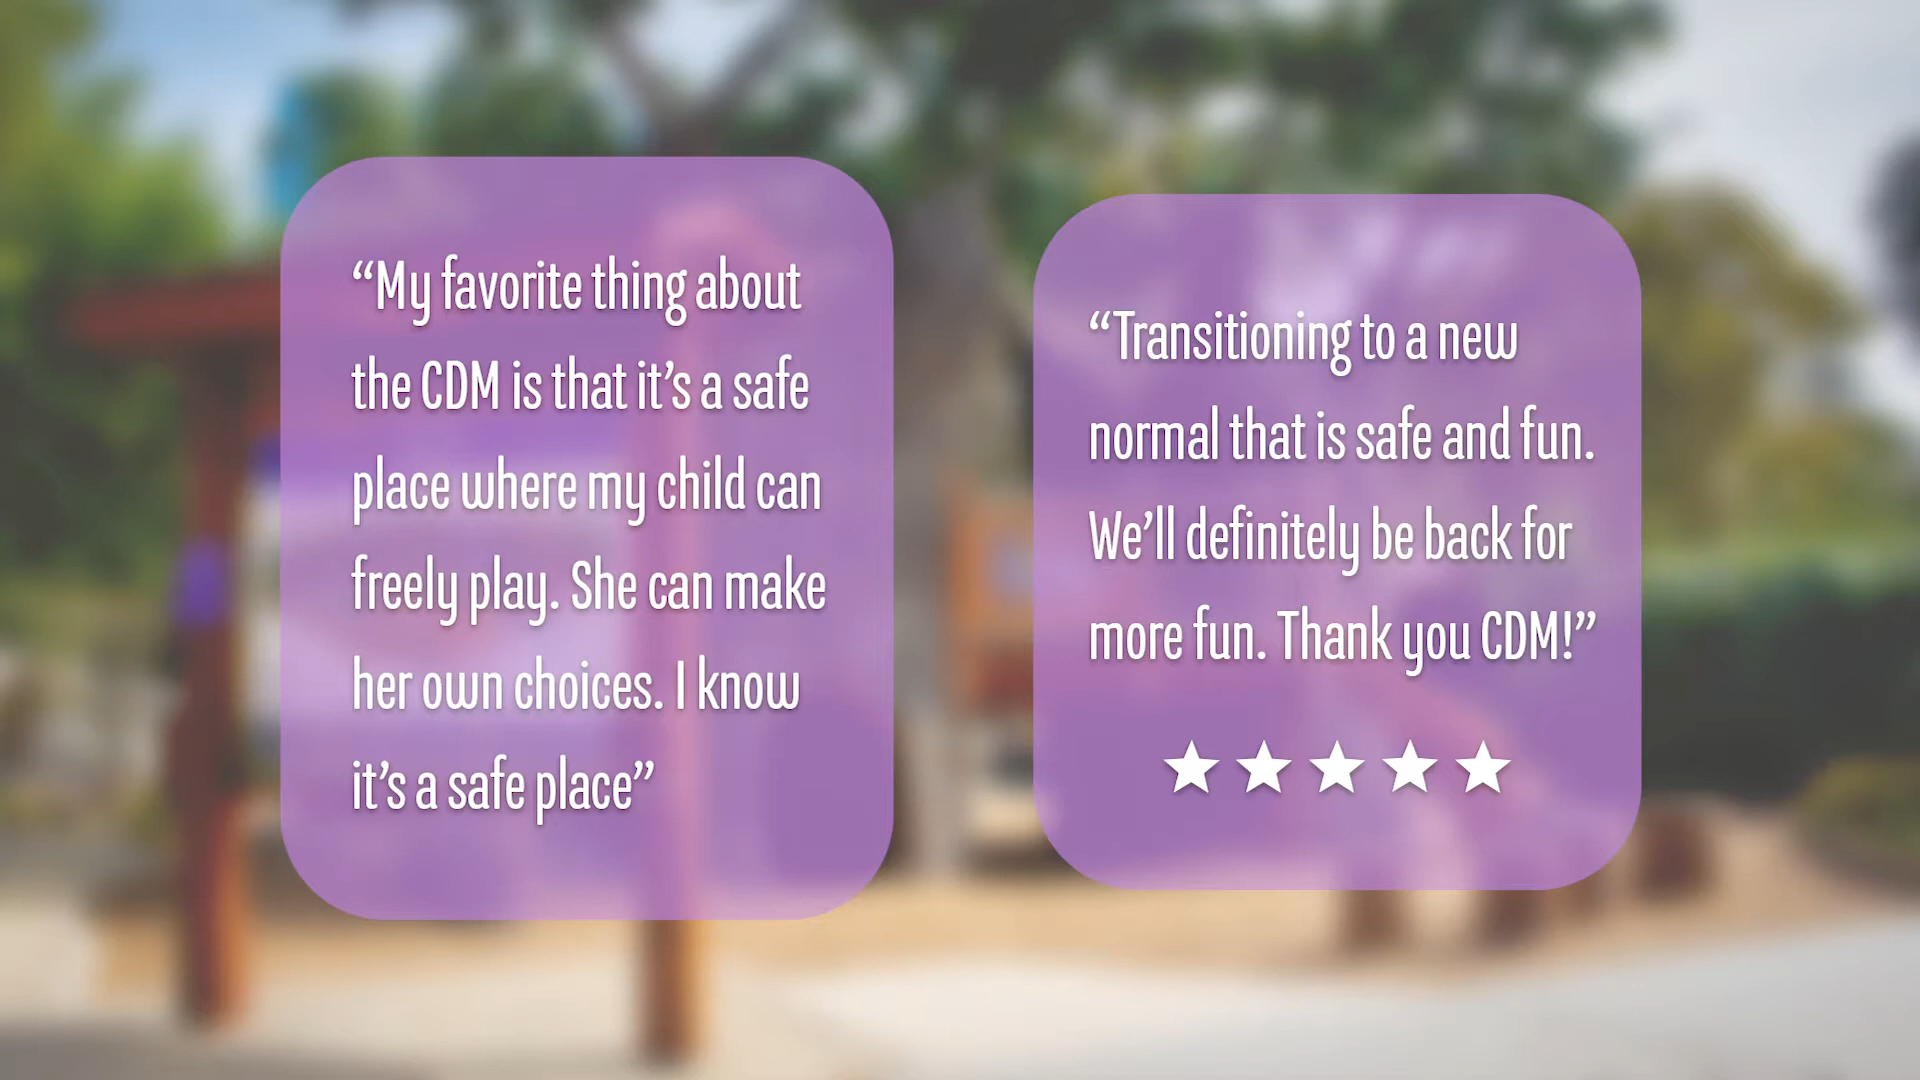 “My favorite thing about
the CDM is that it’s a safe
place where my child can
freely play. She can make
her own choices. I know
it’s a safe place”
“Transitioning to a new
normal that is safe and fun.
We’ll definitely be back for
more fun. Thank you CDM!”